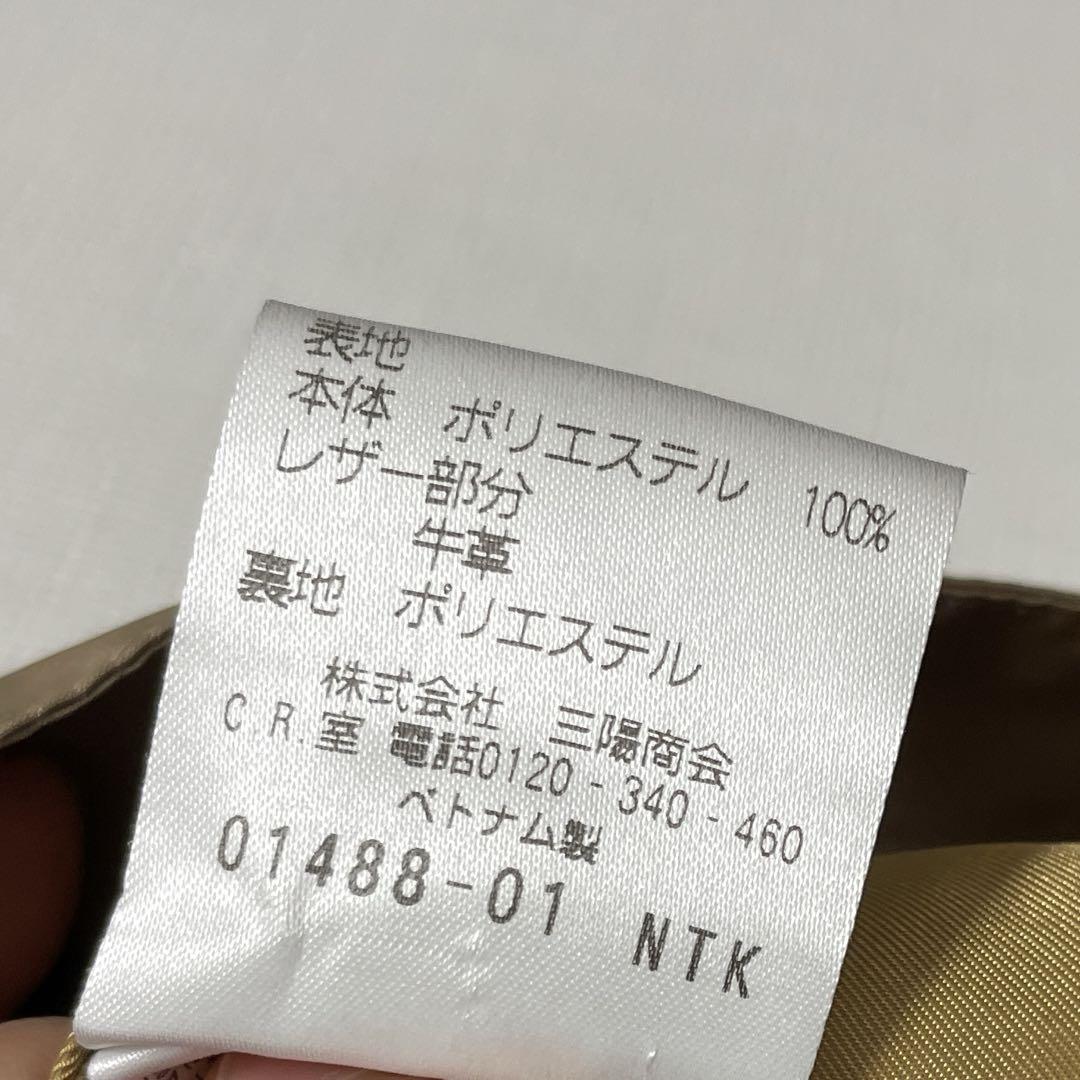 表地
本体 ポリエステル 100%
レザー部分
牛革
裏地 ポリエステル
株式会社 三陽商会
C.R.室 電話0120-340-460
ベトナム製
01488-01 NTK